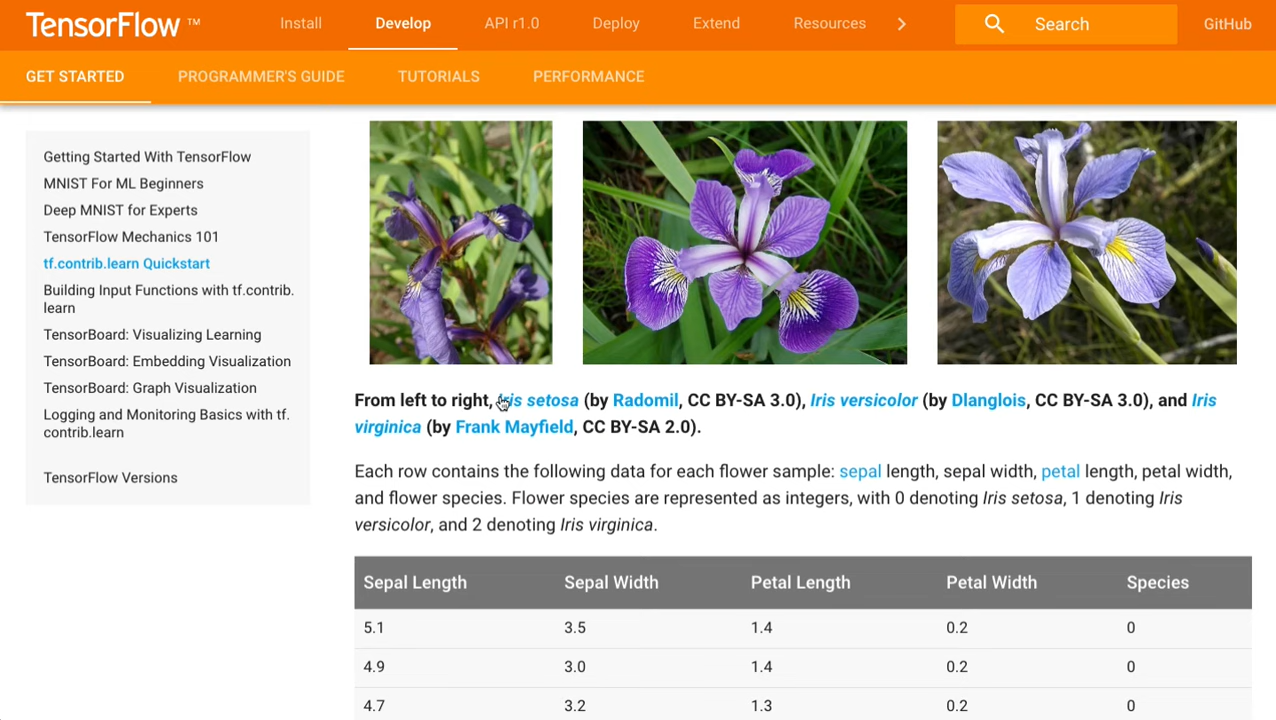 TensorFlow ™ Install Develop API r1.0 Deploy Extend Resources Search GitHub
GET STARTED PROGRAMMER'S GUIDE TUTORIALS PERFORMANCE
Getting Started With TensorFlow
MNIST For ML Beginners
Deep MNIST for Experts
TensorFlow Mechanics 101
tf.contrib.learn Quickstart
Building Input Functions with tf.contrib.
learn
TensorBoard: Visualizing Learning
TensorBoard: Embedding Visualization
TensorBoard: Graph Visualization
Logging and Monitoring Basics with tf.
contrib.learn
TensorFlow Versions
From left to right, Iris setosa (by Radomil, CC BY-SA 3.0), Iris versicolor (by Dlanglois, CC BY-SA 3.0), and Iris
virginica (by Frank Mayfield, CC BY-SA 2.0).
Each row contains the following data for each flower sample: sepal length, sepal width, petal length, petal width,
and flower species. Flower species are represented as integers, with 0 denoting Iris setosa, 1 denoting Iris
versicolor, and 2 denoting Iris virginica.
Sepal Length Sepal Width Petal Length Petal Width Species
5.1 3.5 1.4 0.2 0
4.9 3.0 1.4 0.2 0
4.7 3.2 1.3 0.2 0